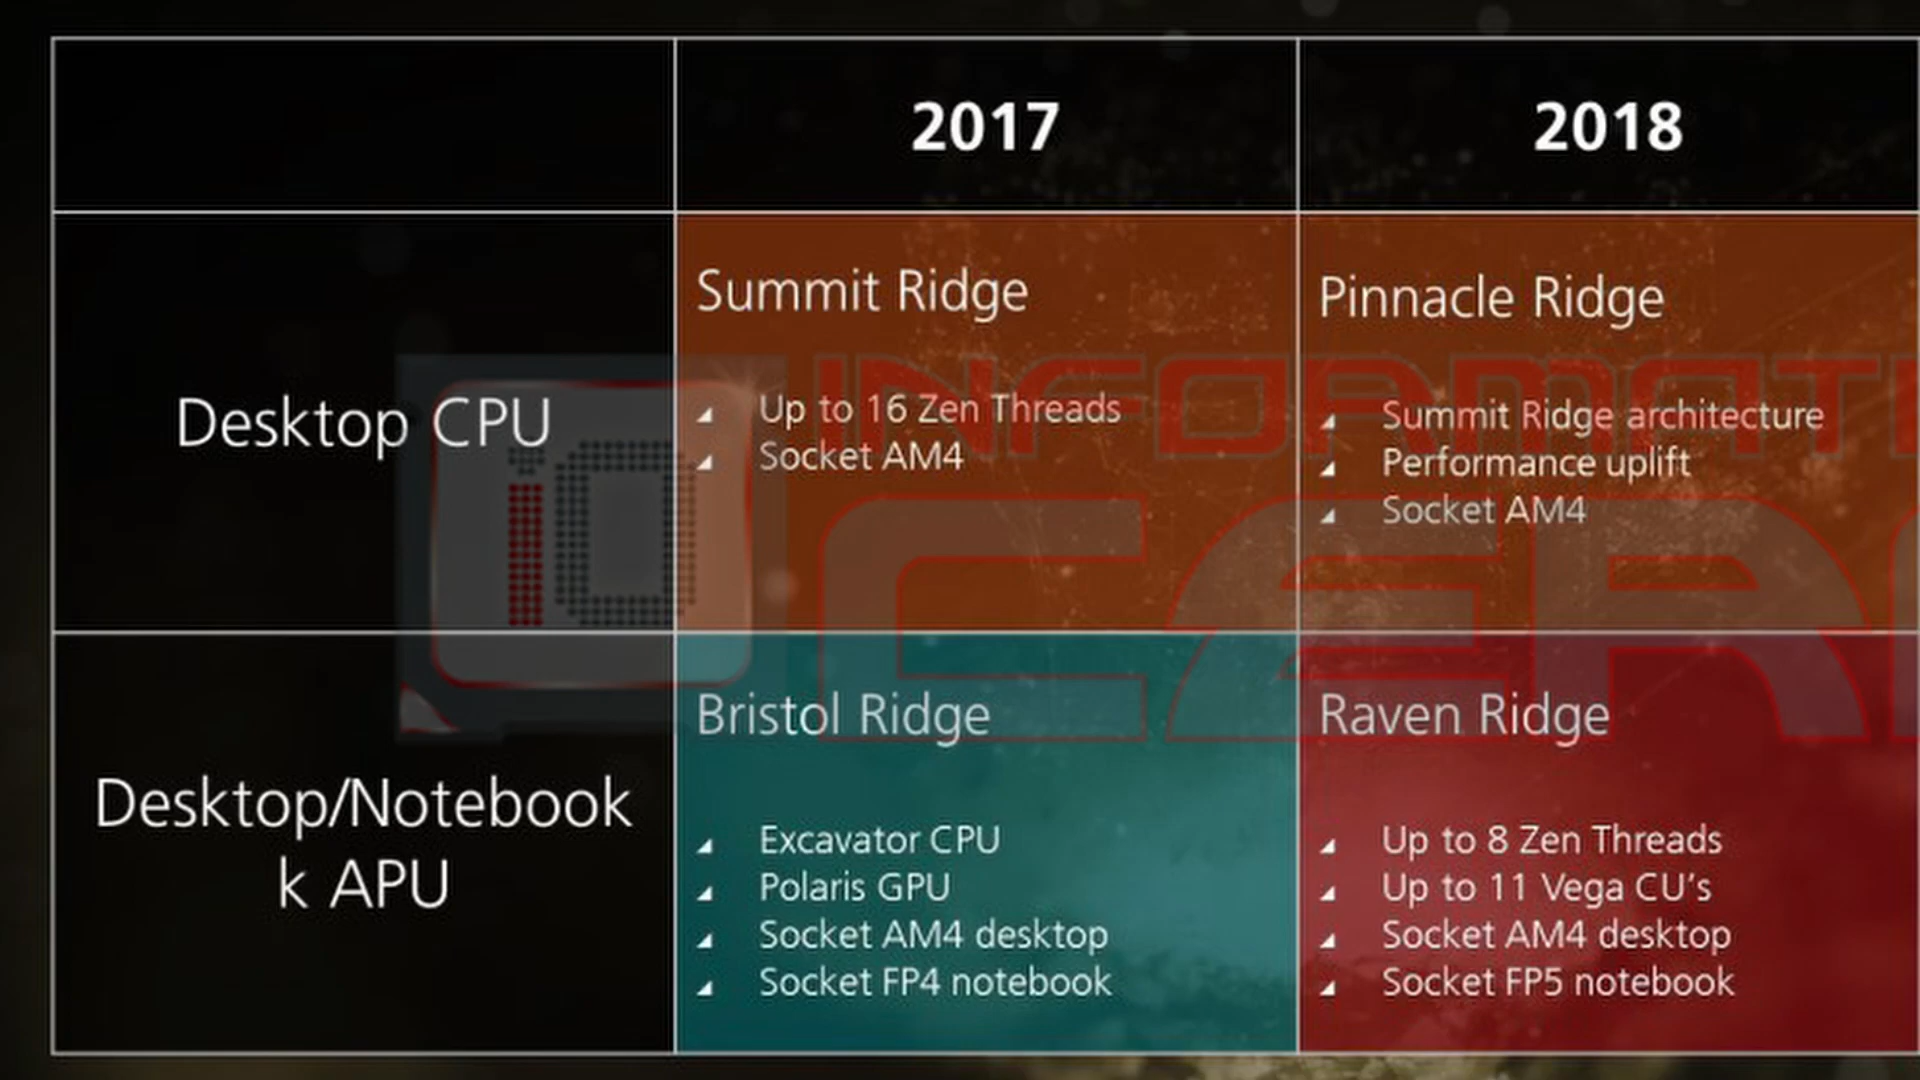 2017
2018
Desktop CPU
Summit Ridge
Up to 16 Zen Threads
Socket AM4
Pinnacle Ridge
Summit Ridge architecture
Performance uplift
Socket AM4
Desktop/Notebook
k APU
Bristol Ridge
Excavator CPU
Polaris GPU
Socket AM4 desktop
Socket FP4 notebook
Raven Ridge
Up to 8 Zen Threads
Up to 11 Vega CU’s
Socket AM4 desktop
Socket FP5 notebook
iO